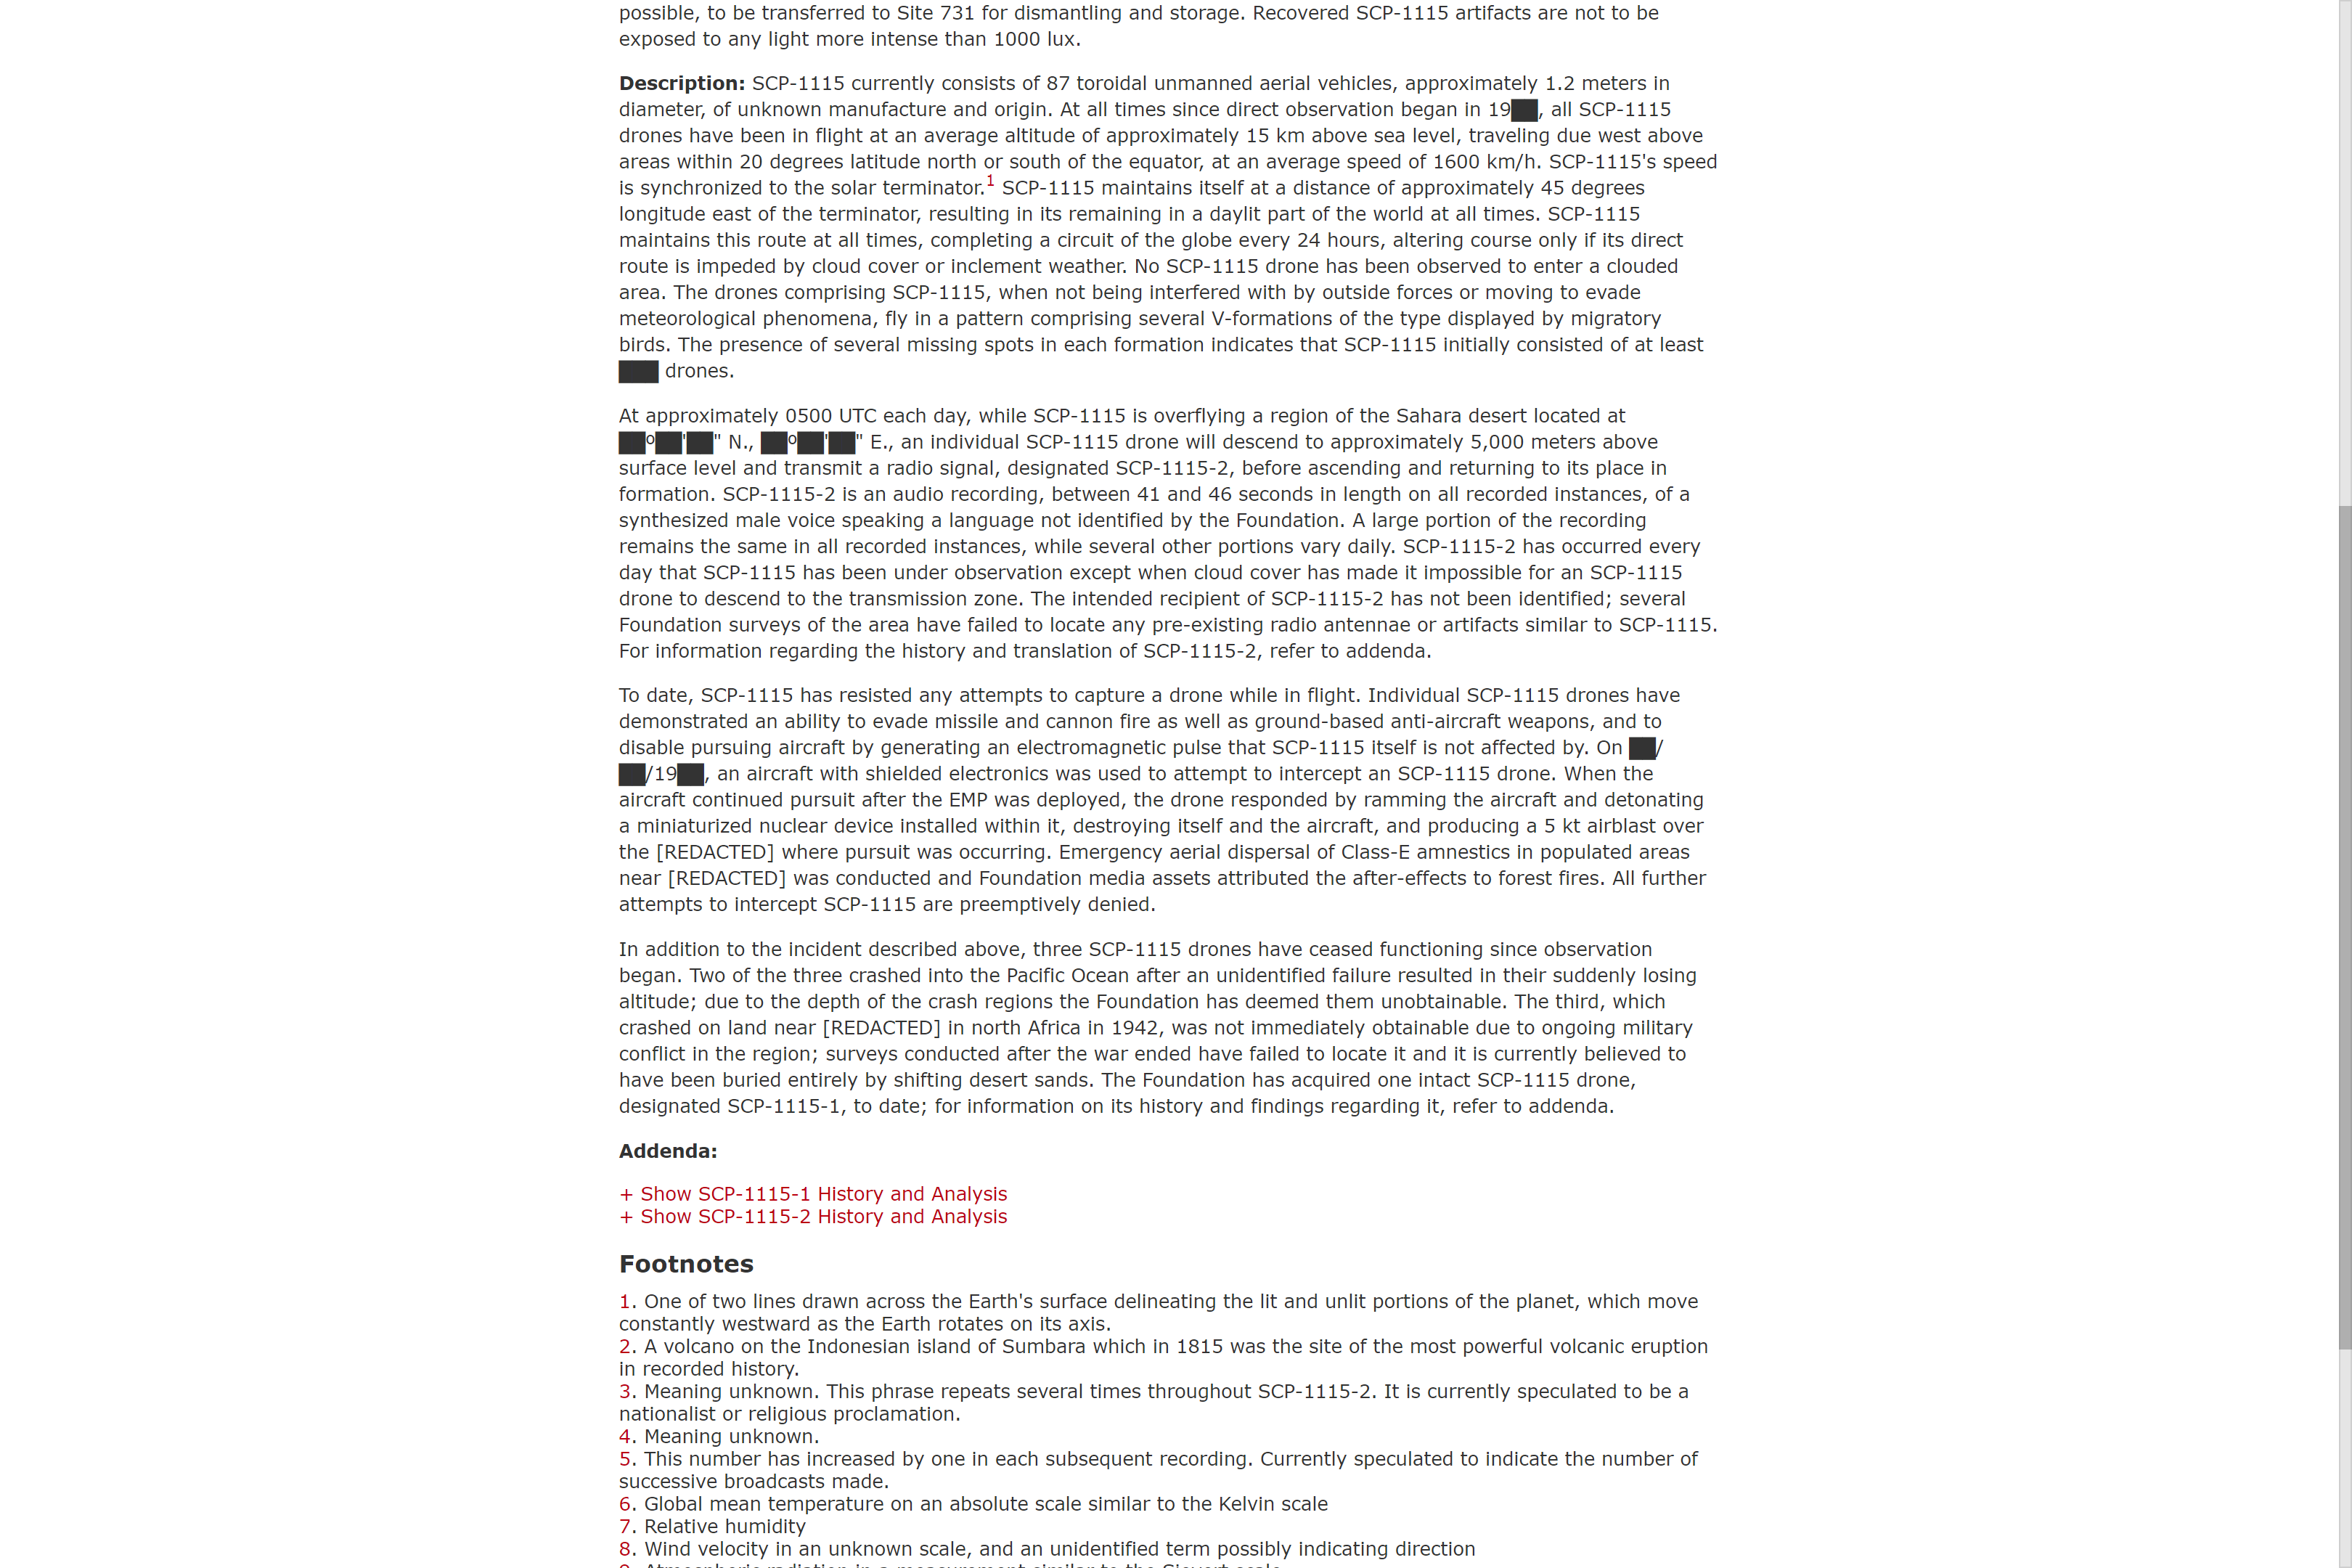 possible, to be transferred to Site 731 for dismantling and storage. Recovered SCP-1115 artifacts are not to be
exposed to any light more intense than 1000 lux.
Description: SCP-1115 currently consists of 87 toroidal unmanned aerial vehicles, approximately 1.2 meters in
diameter, of unknown manufacture and origin. At all times since direct observation began in 19██, all SCP-1115
drones have been in flight at an average altitude of approximately 15 km above sea level, traveling due west above
areas within 20 degrees latitude north or south of the equator, at an average speed of 1600 km/h. SCP-1115's speed
is synchronized to the solar terminator.1 SCP-1115 maintains itself at a distance of approximately 45 degrees
longitude east of the terminator, resulting in its remaining in a daylit part of the world at all times. SCP-1115
maintains this route at all times, completing a circuit of the globe every 24 hours, altering course only if its direct
route is impeded by cloud cover or inclement weather. No SCP-1115 drone has been observed to enter a clouded
area. The drones comprising SCP-1115, when not being interfered with by outside forces or moving to evade
meteorological phenomena, fly in a pattern comprising several V-formations of the type displayed by migratory
birds. The presence of several missing spots in each formation indicates that SCP-1115 initially consisted of at least
███ drones.
At approximately 0500 UTC each day, while SCP-1115 is overflying a region of the Sahara desert located at
██º██'██" N., ██º██'██" E., an individual SCP-1115 drone will descend to approximately 5,000 meters above
surface level and transmit a radio signal, designated SCP-1115-2, before ascending and returning to its place in
formation. SCP-1115-2 is an audio recording, between 41 and 46 seconds in length on all recorded instances, of a
synthesized male voice speaking a language not identified by the Foundation. A large portion of the recording
remains the same in all recorded instances, while several other portions vary daily. SCP-1115-2 has occurred every
day that SCP-1115 has been under observation except when cloud cover has made it impossible for an SCP-1115
drone to descend to the transmission zone. The intended recipient of SCP-1115-2 has not been identified; several
Foundation surveys of the area have failed to locate any pre-existing radio antennae or artifacts similar to SCP-1115.
For information regarding the history and translation of SCP-1115-2, refer to addenda.
To date, SCP-1115 has resisted any attempts to capture a drone while in flight. Individual SCP-1115 drones have
demonstrated an ability to evade missile and cannon fire as well as ground-based anti-aircraft weapons, and to
disable pursuing aircraft by generating an electromagnetic pulse that SCP-1115 itself is not affected by. On ██/
██/19██, an aircraft with shielded electronics was used to attempt to intercept an SCP-1115 drone. When the
aircraft continued pursuit after the EMP was deployed, the drone responded by ramming the aircraft and detonating
a miniaturized nuclear device installed within it, destroying itself and the aircraft, and producing a 5 kt airblast over
the [REDACTED] where pursuit was occurring. Emergency aerial dispersal of Class-E amnestics in populated areas
near [REDACTED] was conducted and Foundation media assets attributed the after-effects to forest fires. All further
attempts to intercept SCP-1115 are preemptively denied.
In addition to the incident described above, three SCP-1115 drones have ceased functioning since observation
began. Two of the three crashed into the Pacific Ocean after an unidentified failure resulted in their suddenly losing
altitude; due to the depth of the crash regions the Foundation has deemed them unobtainable. The third, which
crashed on land near [REDACTED] in north Africa in 1942, was not immediately obtainable due to ongoing military
conflict in the region; surveys conducted after the war ended have failed to locate it and it is currently believed to
have been buried entirely by shifting desert sands. The Foundation has acquired one intact SCP-1115 drone,
designated SCP-1115-1, to date; for information on its history and findings regarding it, refer to addenda.
Addenda:
+ Show SCP-1115-1 History and Analysis
+ Show SCP-1115-2 History and Analysis
Footnotes
1. One of two lines drawn across the Earth's surface delineating the lit and unlit portions of the planet, which move
constantly westward as the Earth rotates on its axis.
2. A volcano on the Indonesian island of Sumbara which in 1815 was the site of the most powerful volcanic eruption
in recorded history.
3. Meaning unknown. This phrase repeats several times throughout SCP-1115-2. It is currently speculated to be a
nationalist or religious proclamation.
4. Meaning unknown.
5. This number has increased by one in each subsequent recording. Currently speculated to indicate the number of
successive broadcasts made.
6. Global mean temperature on an absolute scale similar to the Kelvin scale
7. Relative humidity
8. Wind velocity in an unknown scale, and an unidentified term possibly indicating direction